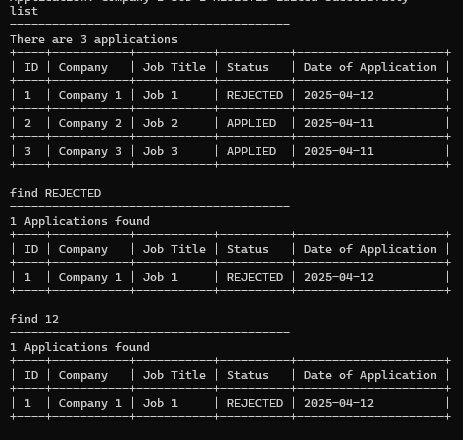 list
There are 3 applications
| ID | Company | Job Title | Status | Date of Application |
| 1 | Company 1 | Job 1 | REJECTED | 2025-04-12 |
| 2 | Company 2 | Job 2 | APPLIED | 2025-04-11 |
| 3 | Company 3 | Job 3 | APPLIED | 2025-04-11 |
find REJECTED
1 Applications found
| ID | Company | Job Title | Status | Date of Application |
| 1 | Company 1 | Job 1 | REJECTED | 2025-04-12 |
find 12
1 Applications found
| ID | Company | Job Title | Status | Date of Application |
| 1 | Company 1 | Job 1 | REJECTED | 2025-04-12 |